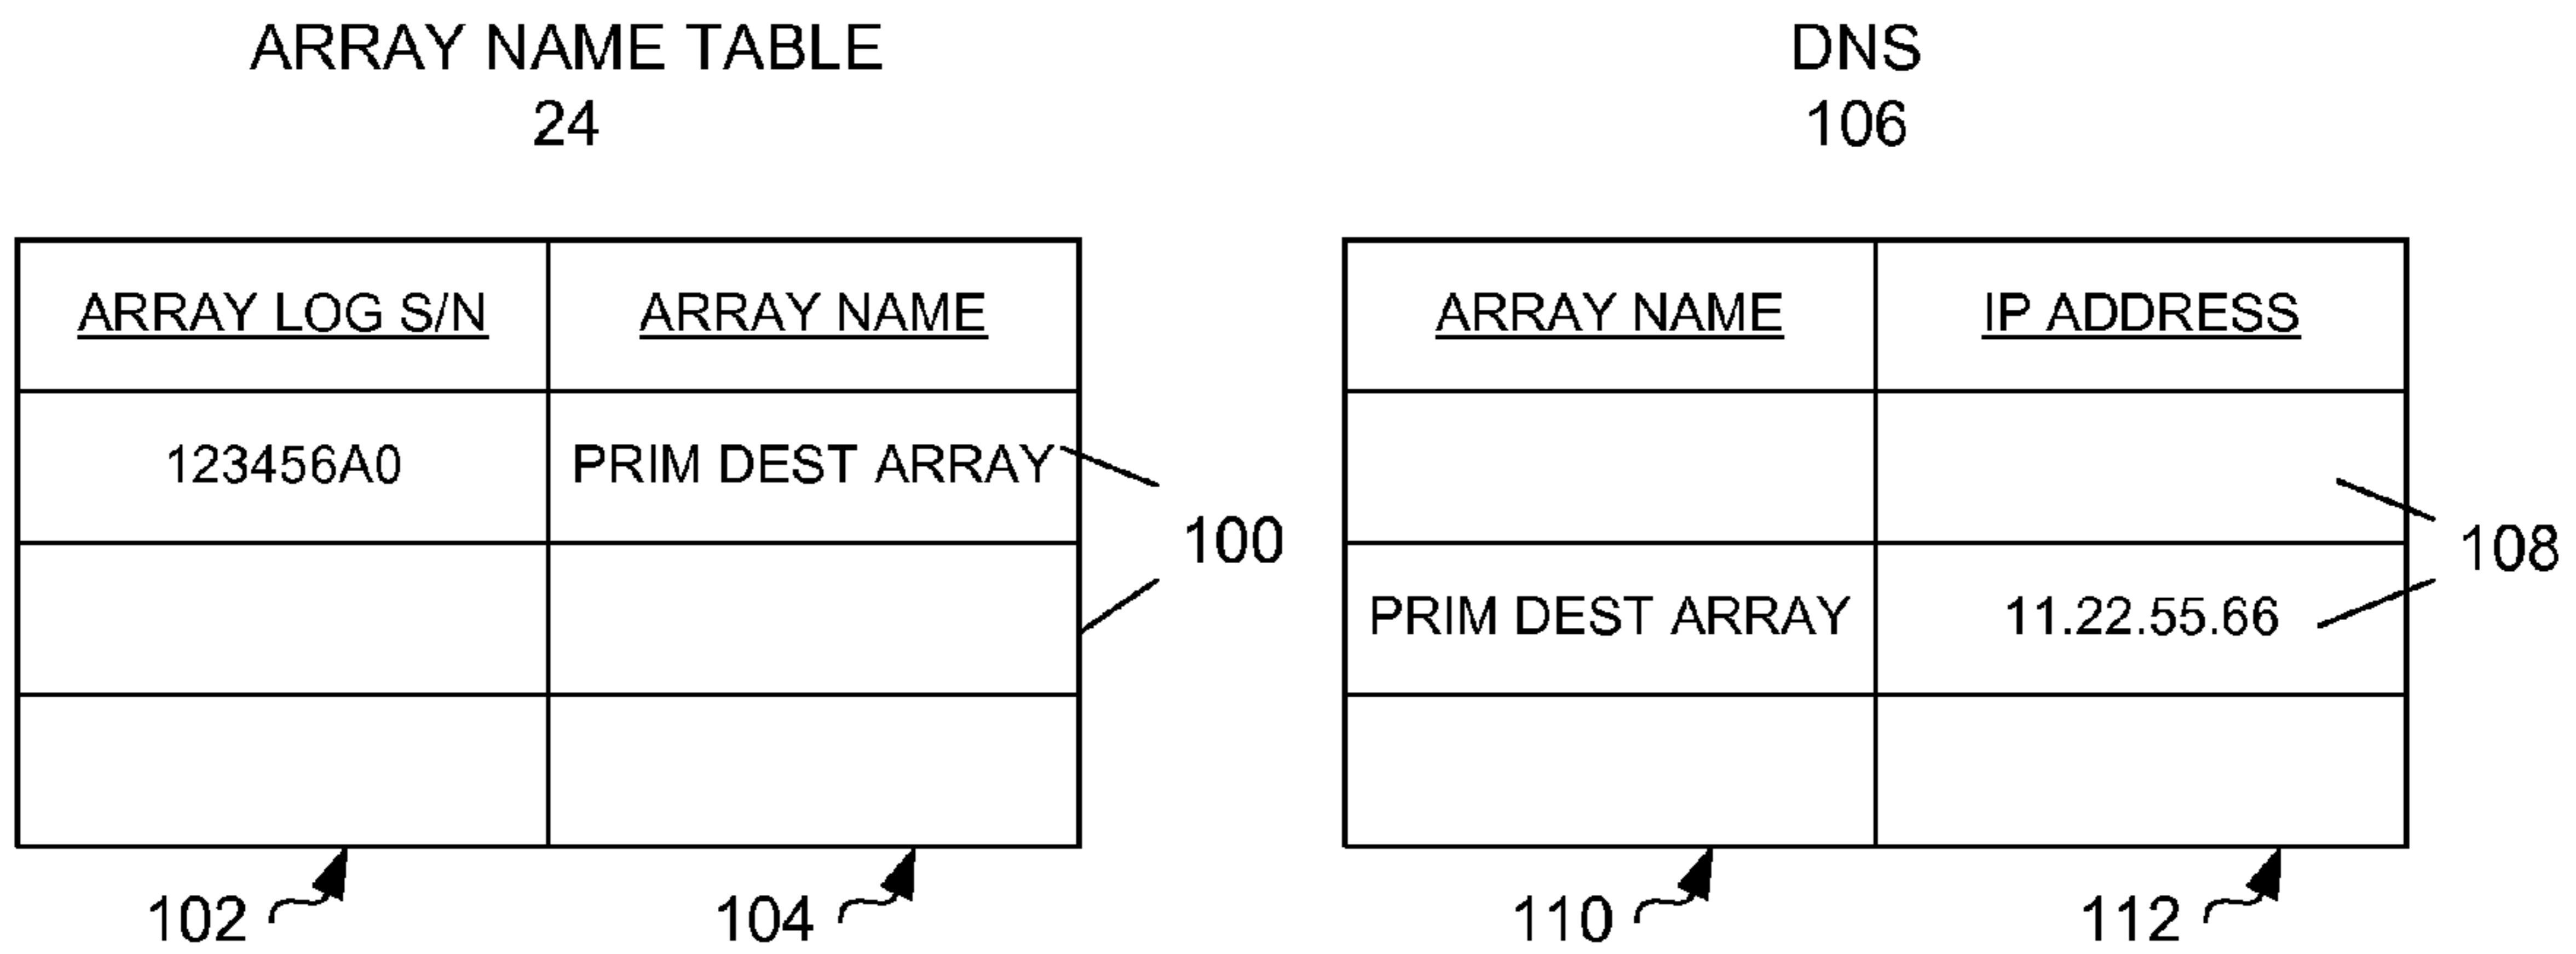 ARRAY NAME TABLE
24
ARRAY LOG S/N ARRAY NAME
123456A0 PRIM DEST ARRAY
100
102 104
DNS
106
ARRAY NAME IP ADDRESS
PRIM DEST ARRAY 11.22.55.66
108
110 112